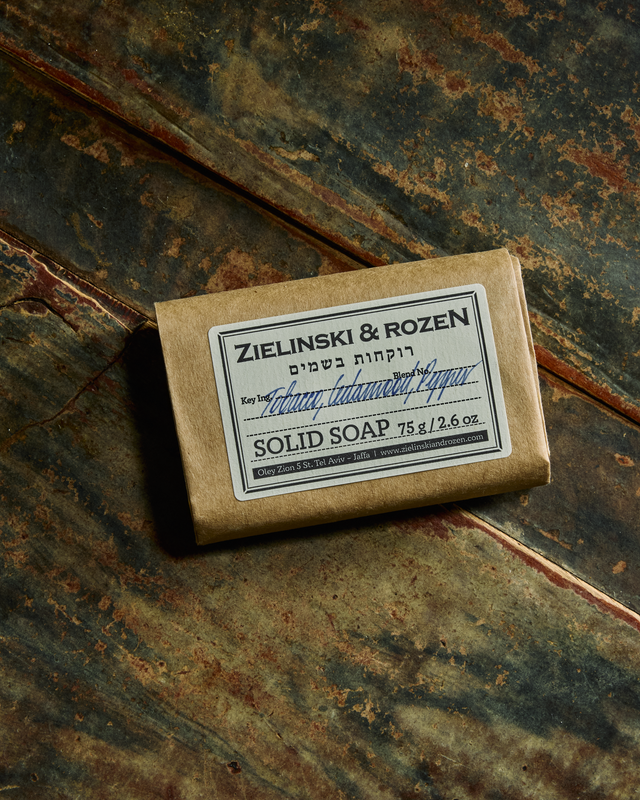 ZIELINSKI & ROZEN
רוקחות בשמים
Key Ing. Blend No.
Tobacco, Cedarwood, Pepper
SOLID SOAP 75 g / 2.6 oz
Oley Zion 5 St. Tel Aviv - Jaffa | www.zielinskiandrozen.com